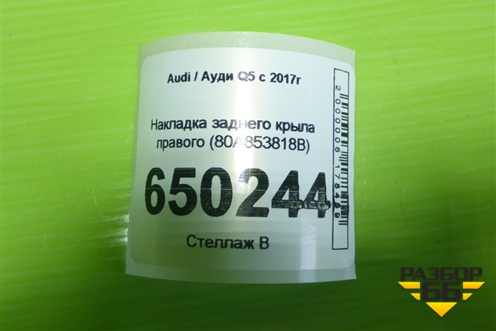 Audi / Ауди Q5 с 2017г
Накладка заднего крыла
правого (80A853818B)
650244
Стеллаж В
РАЗБОР
66